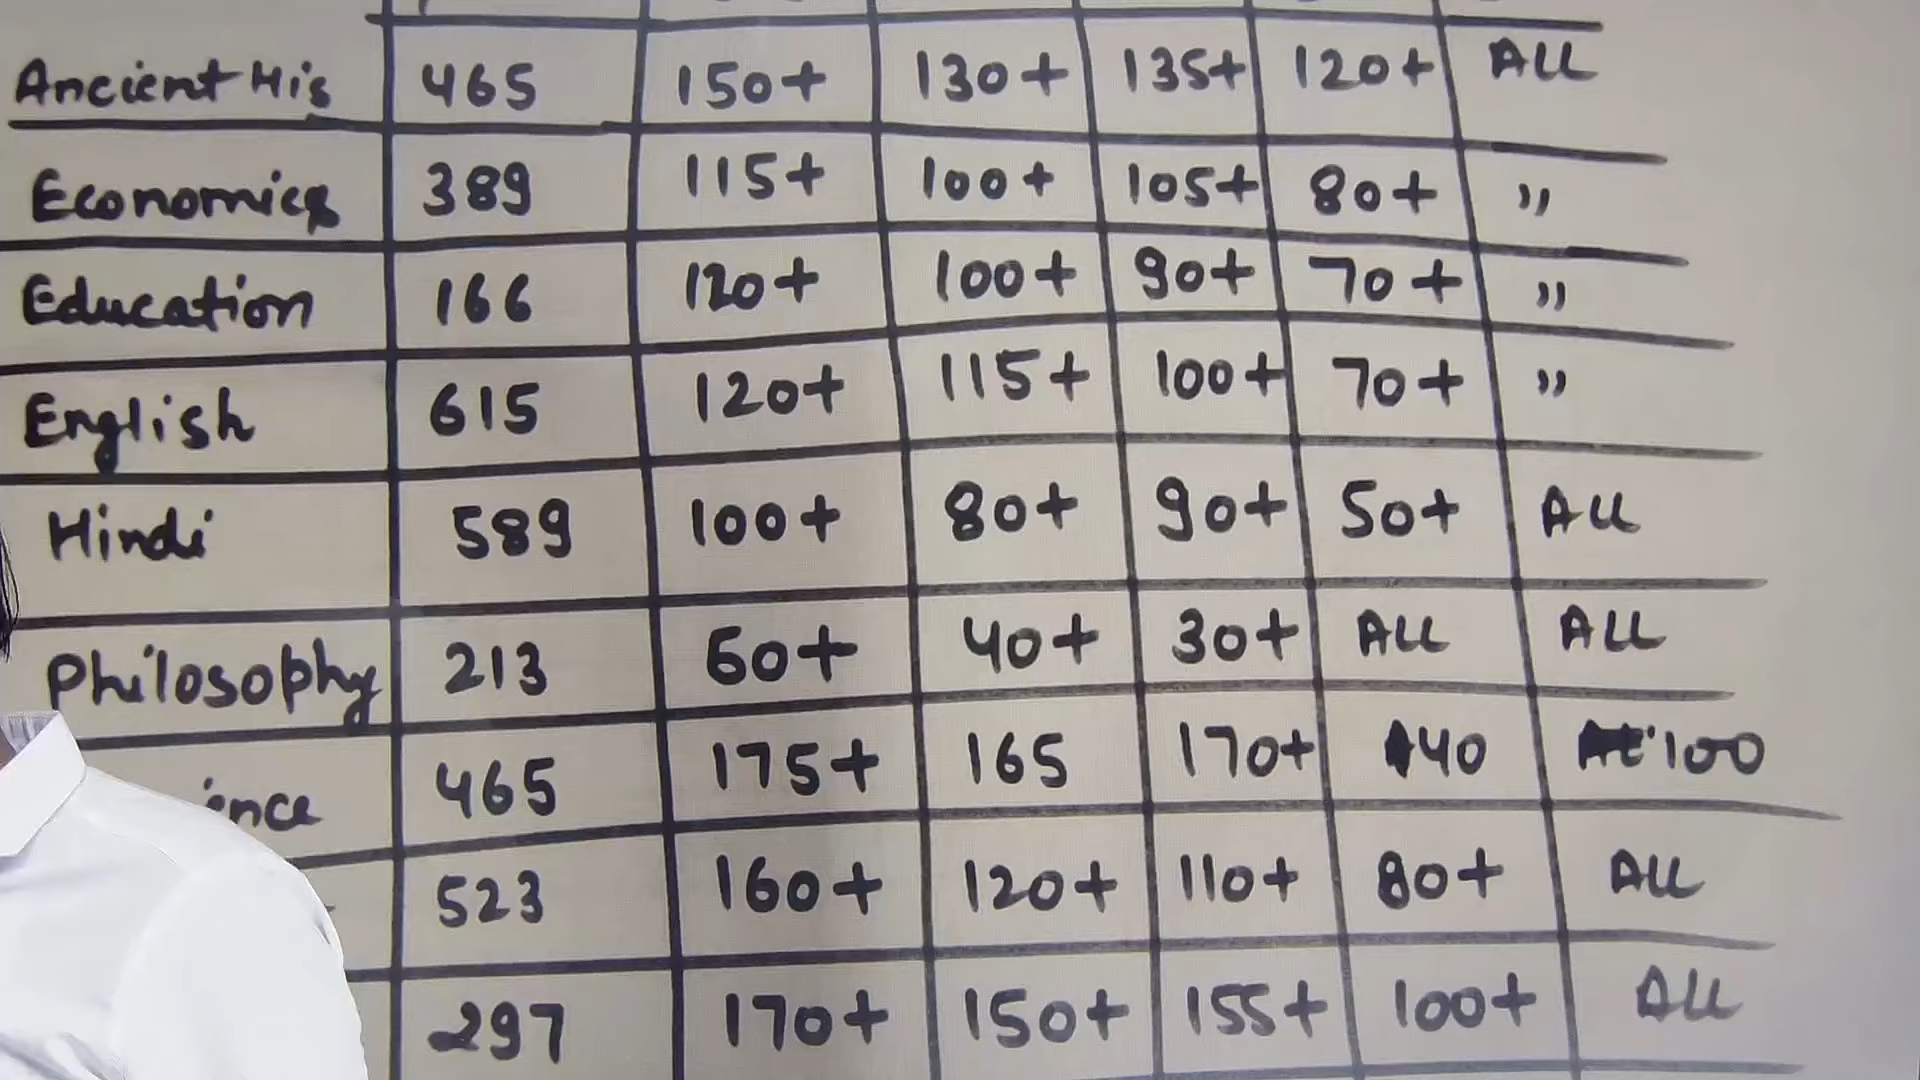 Ancient His 465 150+ 130+ 135+ 120+ ALL
Economics 389 115+ 100+ 105+ 80+ "
Education 166 120+ 100+ 90+ 70+ "
English 615 120+ 115+ 100+ 70+ "
Hindi 589 100+ 80+ 90+ 50+ ALL
Philosophy 213 60+ 40+ 30+ ALL ALL
ence 465 175+ 165 170+ 140 100
523 160+ 120+ 110+ 80+ ALL
297 170+ 150+ 155+ 100+ ALL